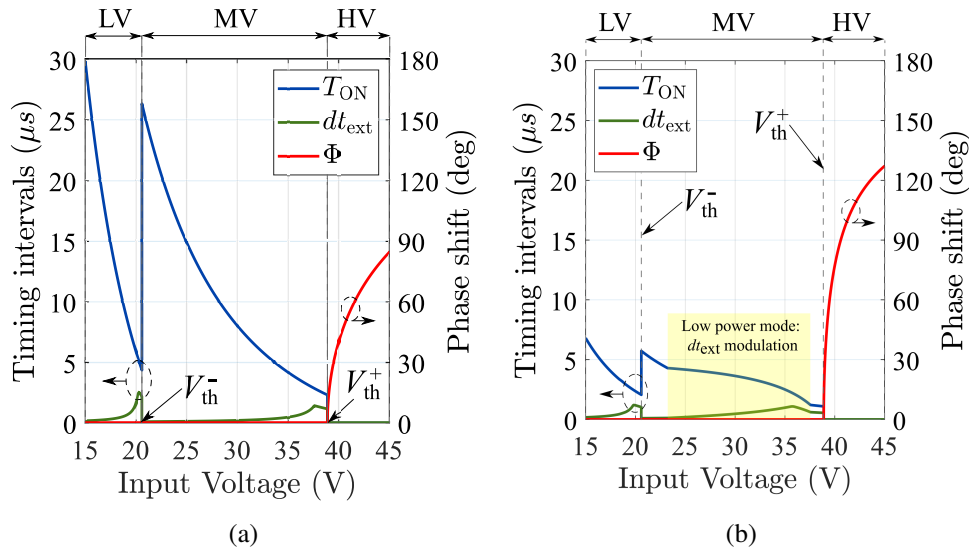 LV MV HV
30
25
20
15
10
5
0
Timing intervals (μs)
180
150
120
90
60
30
0
Phase shift (deg)
T_ON
dt_ext
Φ
V_th^-
V_th^+
15 20 25 30 35 40 45
Input Voltage (V)
(a)
LV MV HV
30
25
20
15
10
5
0
Timing intervals (μs)
180
150
120
90
60
30
0
Phase shift (deg)
T_ON
dt_ext
Φ
V_th^+
V_th^-
Low power mode:
dt_ext modulation
15 20 25 30 35 40 45
Input Voltage (V)
(b)